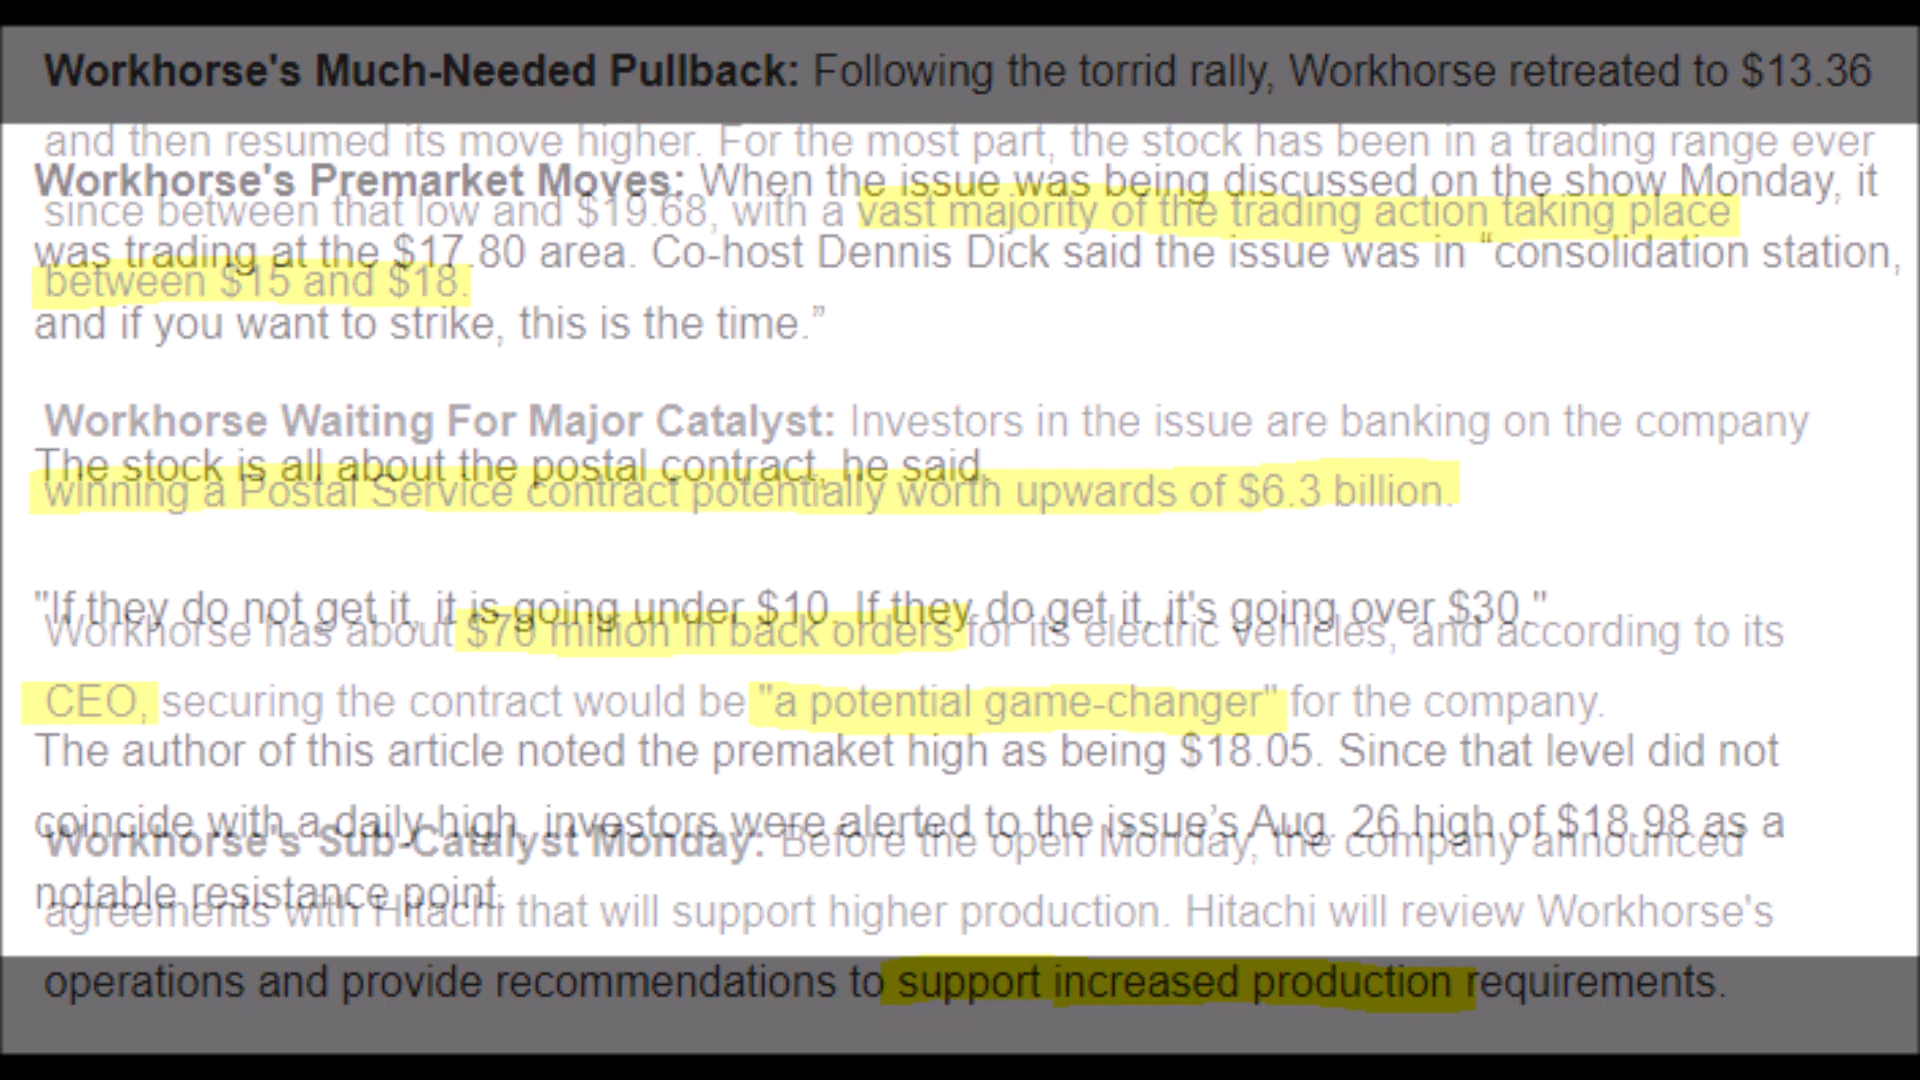 Workhorse's Much-Needed Pullback: Following the torrid rally, Workhorse retreated to $13.36
and then resumed its move higher. For the most part, the stock has been in a trading range ever
Workhorse's Premarket Moves: When the issue was being discussed on the show Monday, it
since between that low and $19.68, with a vast majority of the trading action taking place
was trading at the $17.80 area. Co-host Dennis Dick said the issue was in “consolidation station,
between $15 and $18.
and if you want to strike, this is the time.”
Workhorse Waiting For Major Catalyst: Investors in the issue are banking on the company
The stock is all about the postal contract, he said.
winning a Postal Service contract potentially worth upwards of $6.3 billion.
"If they do not get it, it is going under $10. If they do get it, it's going over $30."
Workhorse has about $70 million in back orders for its electric vehicles, and according to its
CEO, securing the contract would be "a potential game-changer" for the company.
The author of this article noted the premaket high as being $18.05. Since that level did not
coincide with a daily high, investors were alerted to the issue’s Aug. 26 high of $18.98 as a
Workhorse's Sub-Catalyst Monday: Before the open Monday, the company announced
notable resistance point.
agreements with Hitachi that will support higher production. Hitachi will review Workhorse's
operations and provide recommendations to support increased production requirements.